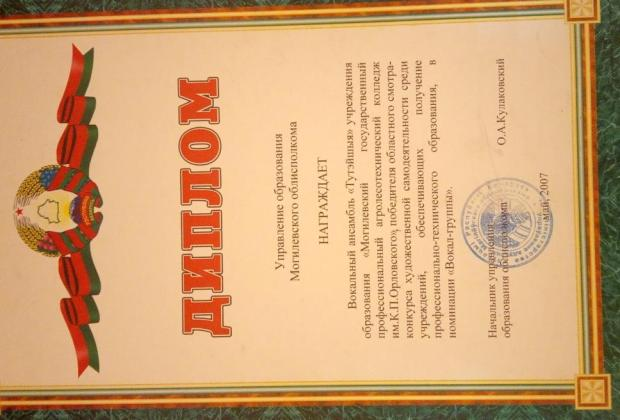 ДИПЛОМ
Управление образования
Могилевского облисполкома
НАГРАЖДАЕТ
Вокальный ансамбль «Тутэйшыя» учреждения
образования «Могилевский государственный
профессиональный агролесотехнический колледж
им.К.П.Орловского», победителя областного смотра-
конкурса художественной самодеятельности среди
учреждений, обеспечивающих получение
профессионально-технического образования, в
номинации «Вокал-группы».
Начальник управления
образования облисполкома О.А.Кулаковский
май, 2007